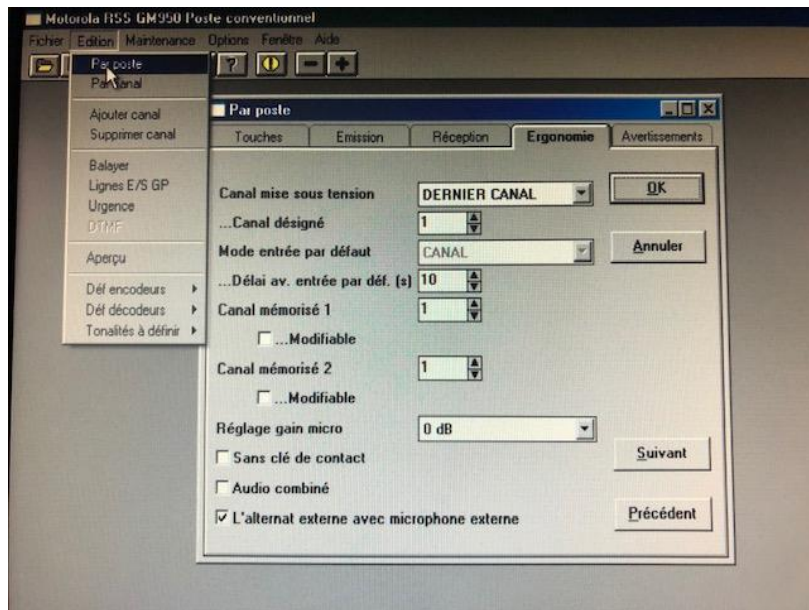 Motorola RSS GM950 Poste conventionnel
Fichier Edition Maintenance Options Fenêtre Aide
Par poste
Par canal
Ajouter canal
Supprimer canal
Balayer
Lignes E/S GP
Urgence
DTMF
Aperçu
Déf encodeurs
Déf décodeurs
Tonalités à définir
Par poste
Touches Emission Réception Ergonomie Avertissements
Canal mise sous tension DERNIER CANAL OK
...Canal désigné 1
Mode entrée par défaut CANAL Annuler
...Délai av. entrée par déf. (s) 10
Canal mémorisé 1 1
...Modifiable
Canal mémorisé 2 1
...Modifiable
Réglage gain micro 0 dB
Sans clé de contact Suivant
Audio combiné
L'alternat externe avec microphone externe Précédent